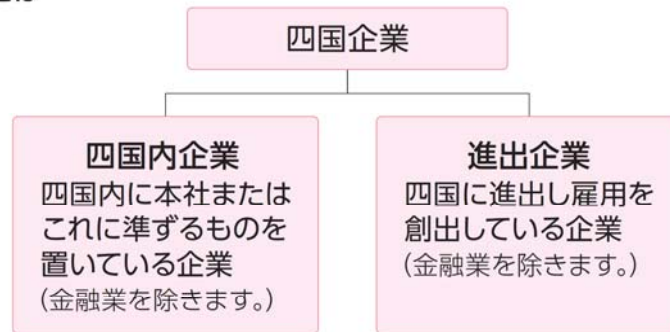 四国企業
四国内企業
四国内に本社または
これに準ずるものを
置いている企業
(金融業を除きます。)
進出企業
四国に進出し雇用を
創出している企業
(金融業を除きます。)